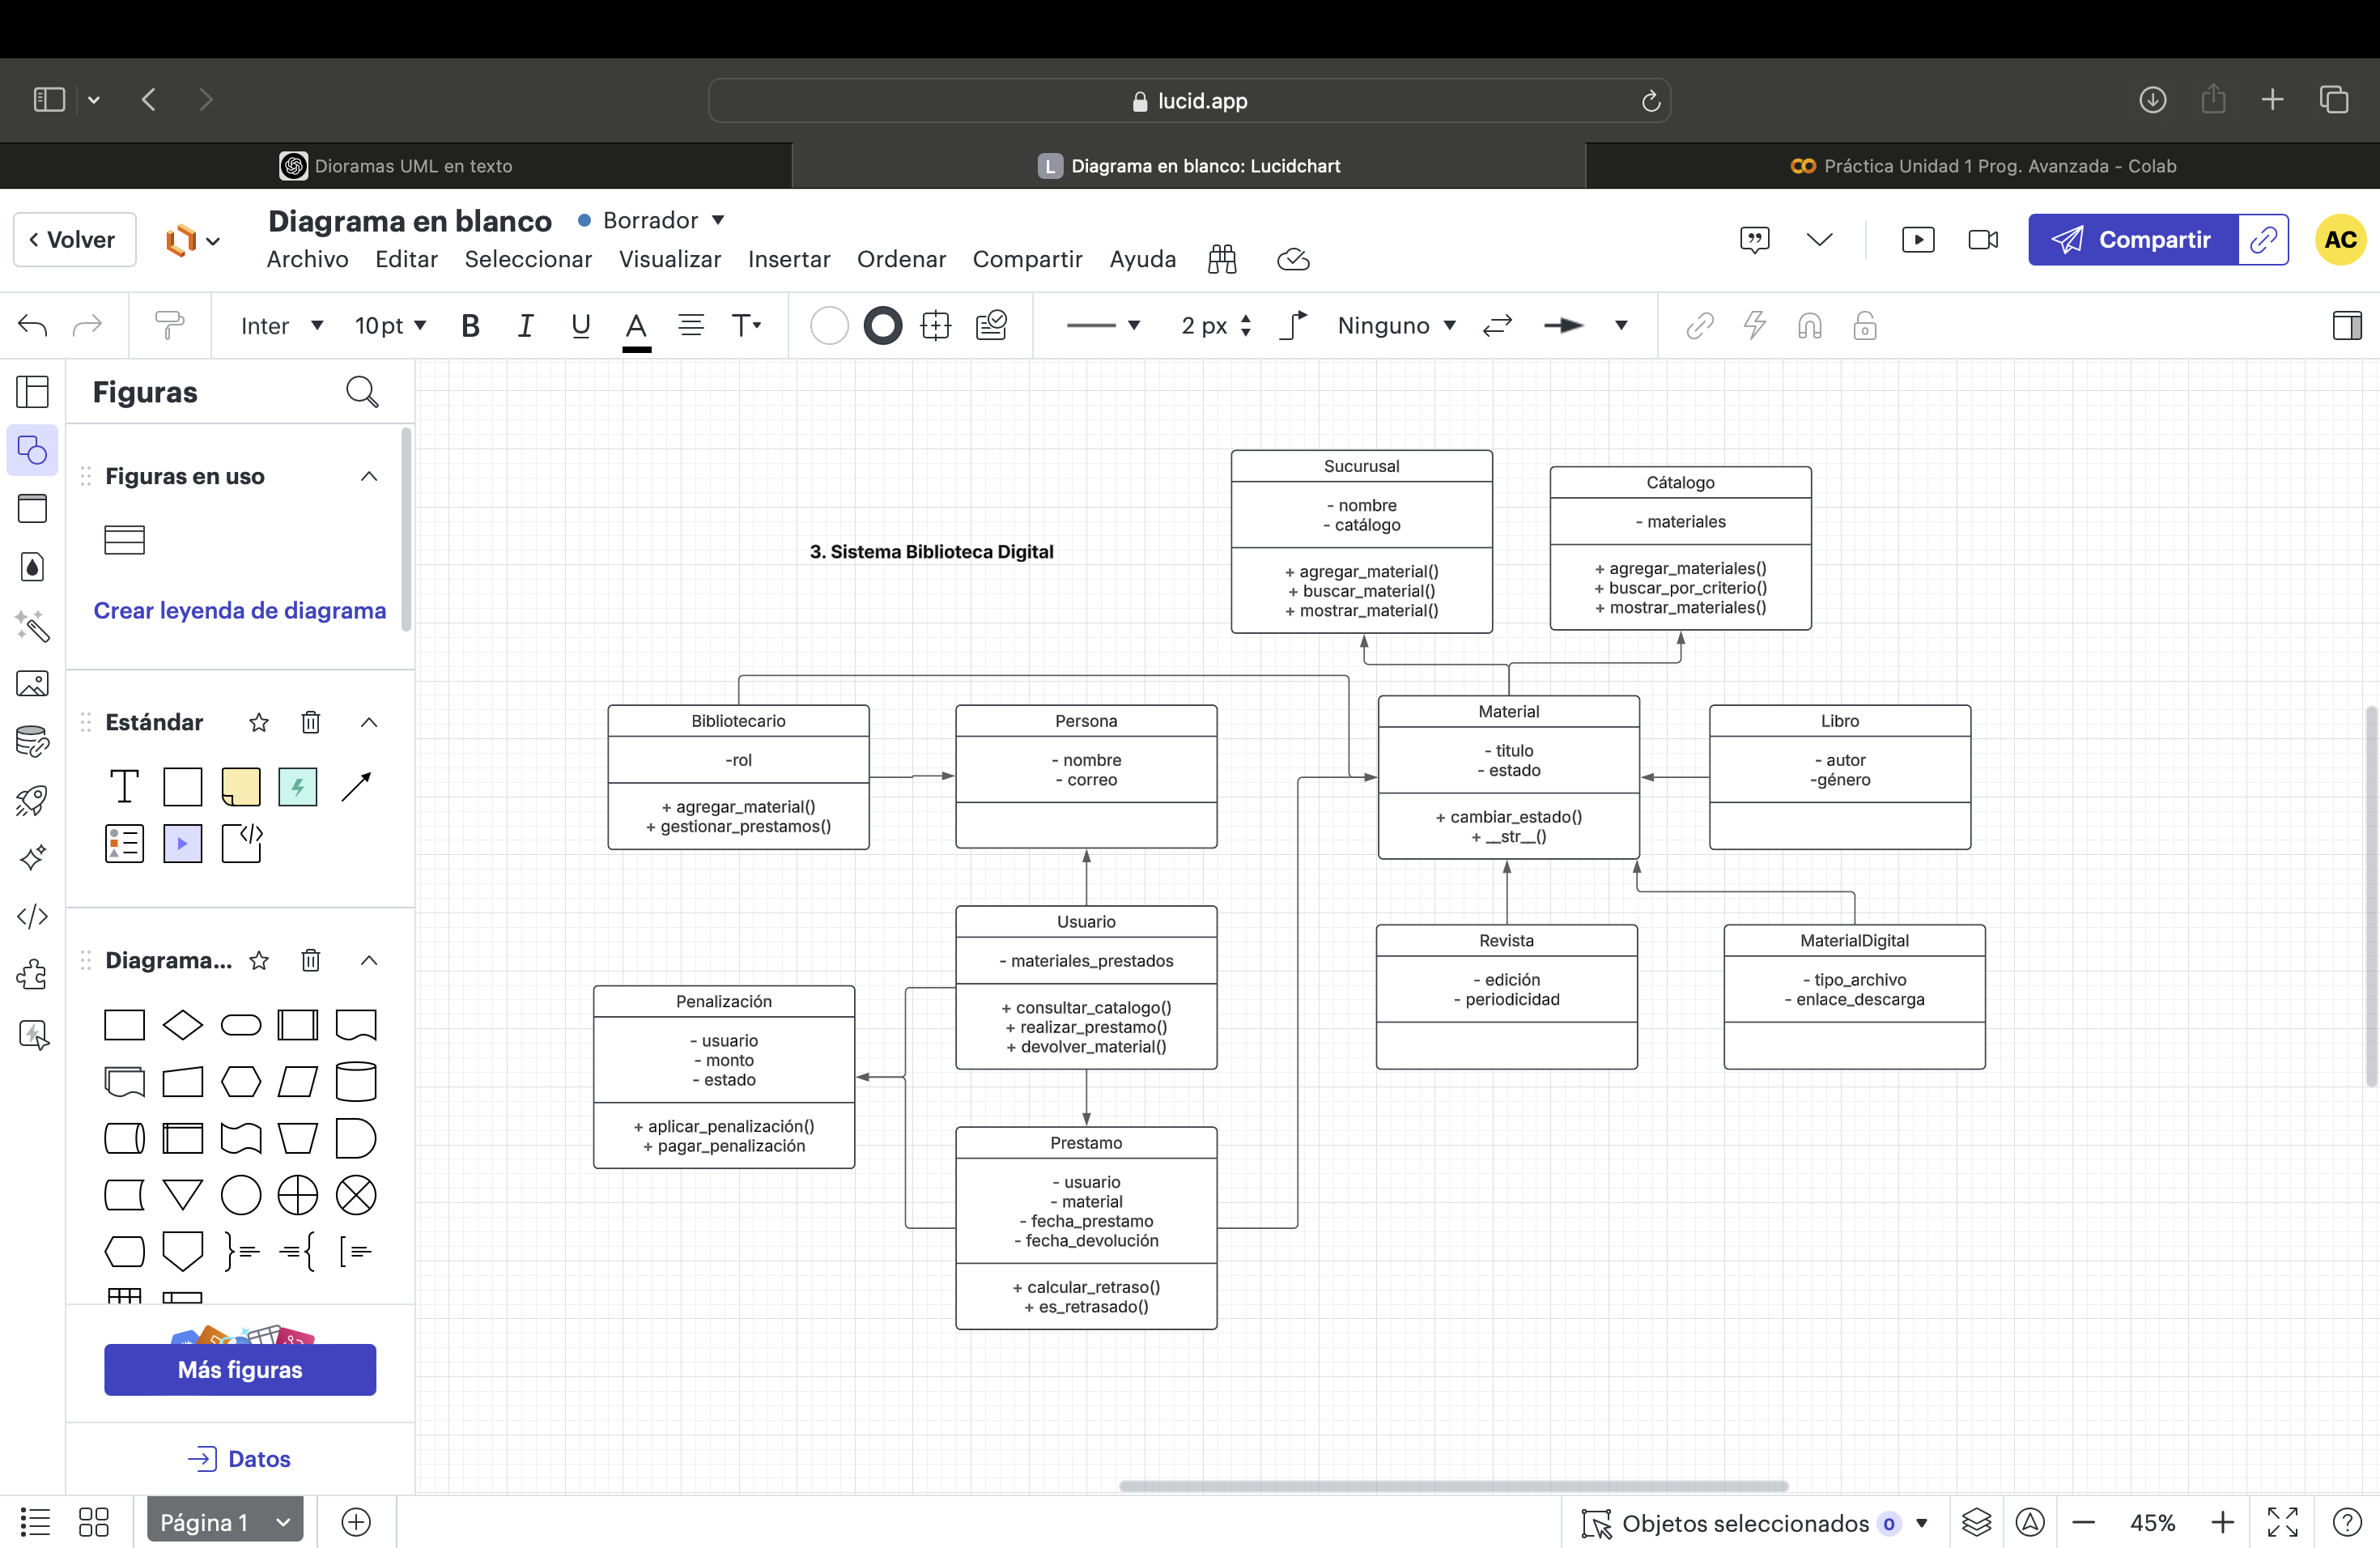 lucid.app
Dioramas UML en texto
L Diagrama en blanco: Lucidchart
Práctica Unidad 1 Prog. Avanzada - Colab
Volver
Diagrama en blanco
Borrador
Archivo Editar Seleccionar Visualizar Insertar Ordenar Compartir Ayuda
Compartir
AC
Inter 10pt B I U A T 2 px Ninguno
Figuras
Figuras en uso
Crear leyenda de diagrama
Estándar
T
Diagrama...
Más figuras
Datos
3. Sistema Biblioteca Digital
Sucurusal
- nombre
- catálogo
+ agregar_material()
+ buscar_material()
+ mostrar_material()
Cátalogo
- materiales
+ agregar_materiales()
+ buscar_por_criterio()
+ mostrar_materiales()
Bibliotecario
-rol
+ agregar_material()
+ gestionar_prestamos()
Persona
- nombre
- correo
Material
- titulo
- estado
+ cambiar_estado()
+ __str__()
Libro
- autor
-género
Usuario
- materiales_prestados
+ consultar_catalogo()
+ realizar_prestamo()
+ devolver_material()
Revista
- edición
- periodicidad
MaterialDigital
- tipo_archivo
- enlace_descarga
Penalización
- usuario
- monto
- estado
+ aplicar_penalización()
+ pagar_penalización
Prestamo
- usuario
- material
- fecha_prestamo
- fecha_devolución
+ calcular_retraso()
+ es_retrasado()
Página 1
Objetos seleccionados 0
45%